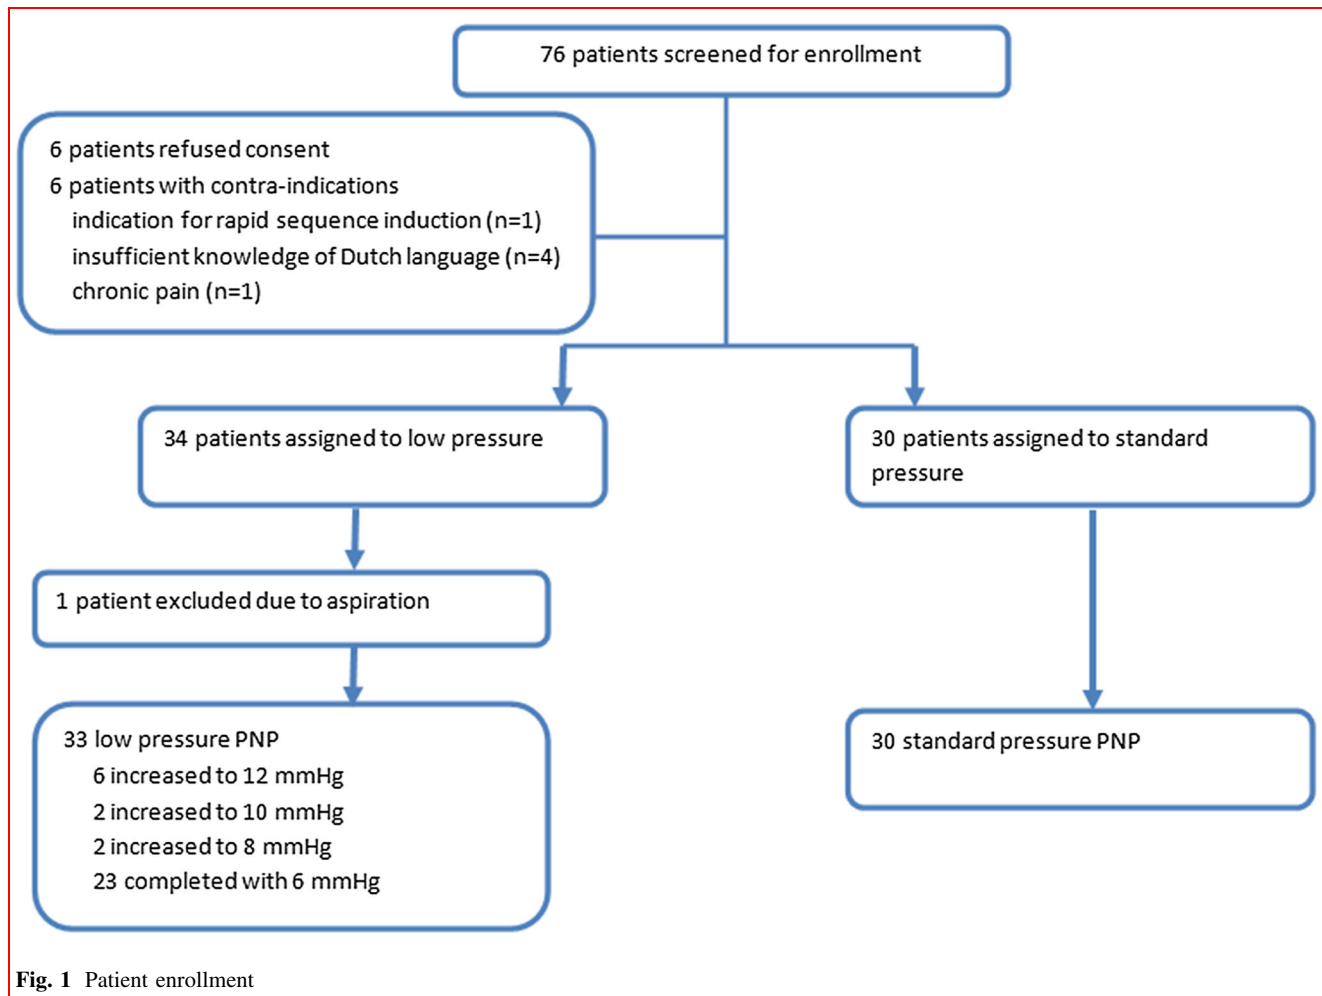 76 patients screened for enrollment
6 patients refused consent
6 patients with contra-indications
indication for rapid sequence induction (n=1)
insufficient knowledge of Dutch language (n=4)
chronic pain (n=1)
34 patients assigned to low pressure
30 patients assigned to standard
pressure
1 patient excluded due to aspiration
33 low pressure PNP
6 increased to 12 mmHg
2 increased to 10 mmHg
2 increased to 8 mmHg
23 completed with 6 mmHg
30 standard pressure PNP
Fig. 1 Patient enrollment